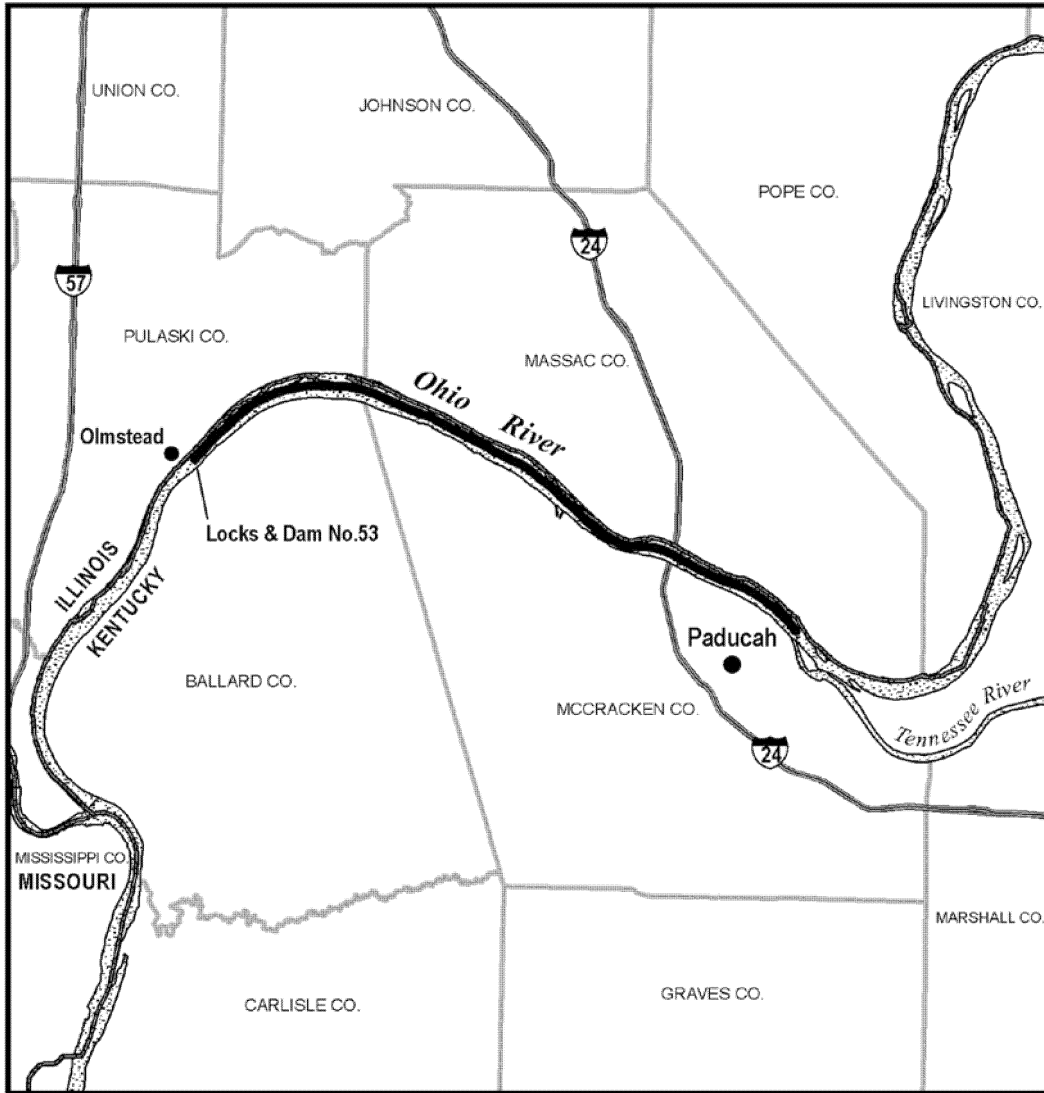 UNION CO.
JOHNSON CO.
POPE CO.
24
57
LIVINGSTON CO.
PULASKI CO.
MASSAC CO.
Ohio
River
Olmstead
Locks & Dam No.53
ILLINOIS
KENTUCKY
Paducah
BALLARD CO.
MCCRACKEN CO.
Tennessee River
24
MISSISSIPPI CO.
MISSOURI
MARSHALL CO.
GRAVES CO.
CARLISLE CO.